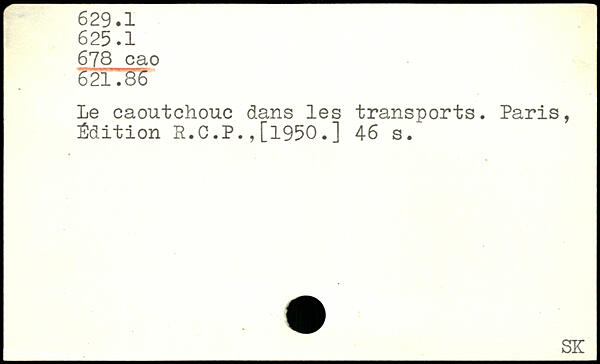 629.1
625.1
678 cao
621.86
Le caoutchouc dans les transports. Paris,
Édition R.C.P.,[1950.] 46 s.
SK